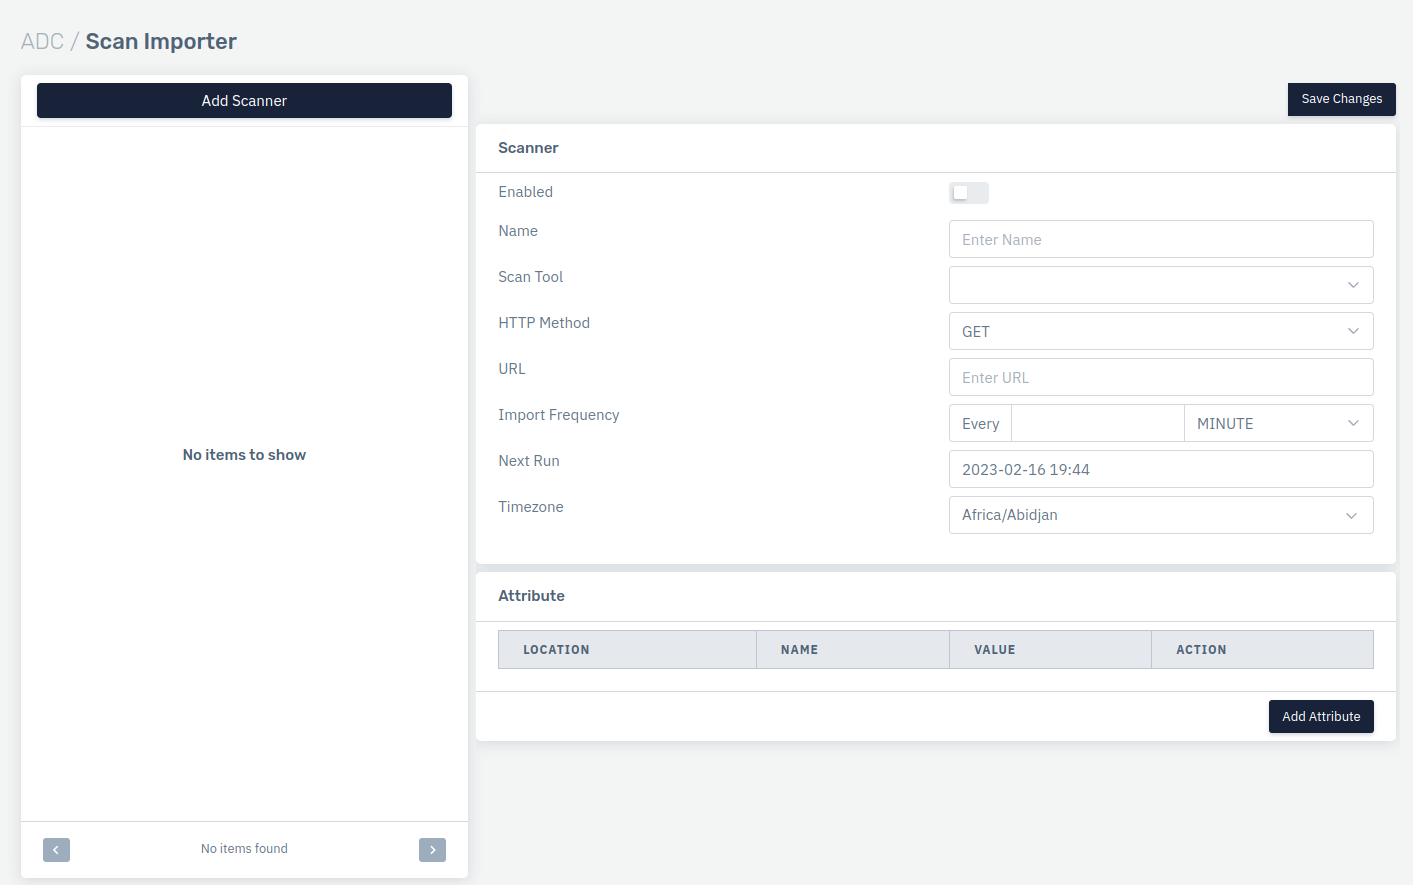 ADC / Scan Importer
Add Scanner
No items to show
No items found
Save Changes
Scanner
Enabled
Name
Enter Name
Scan Tool
HTTP Method
GET
URL
Enter URL
Import Frequency
Every
MINUTE
Next Run
2023-02-16 19:44
Timezone
Africa/Abidjan
Attribute
LOCATION NAME VALUE ACTION
Add Attribute